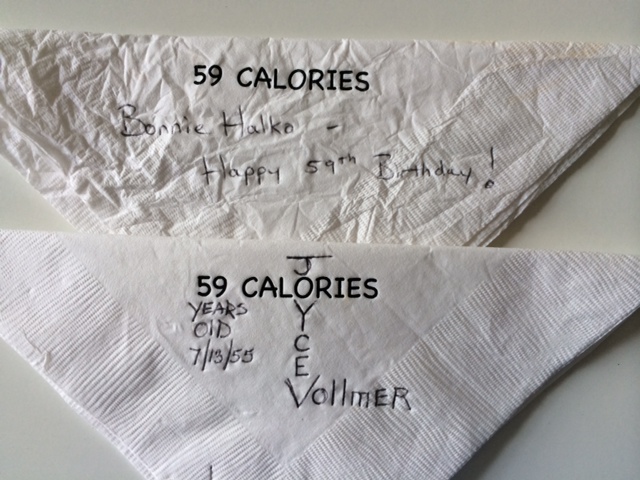 59 CALORIES
Bonnie Halko -
Happy 59th Birthday!
J
59 CALORIES
YEARS
Y
OlD
C
7/13/55
E
VollmER